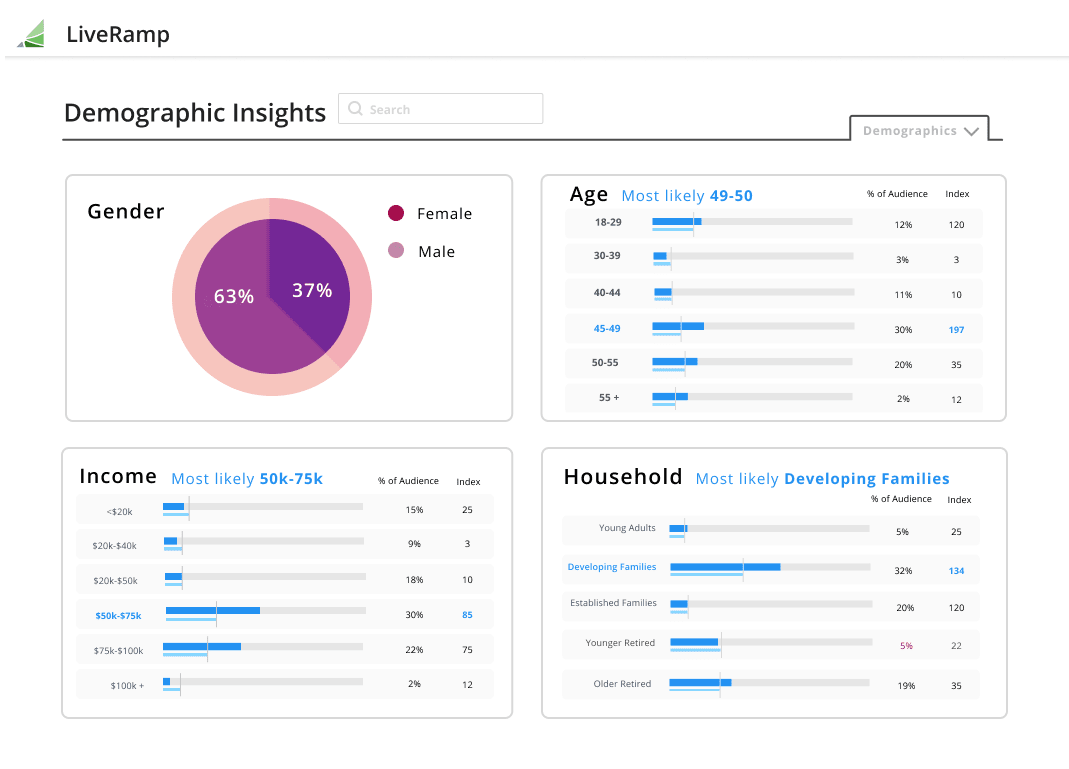 LiveRamp
Demographic Insights
Search
Demographics
Gender
Female
Male
63%
37%
Age Most likely 49-50 % of Audience Index
18-29 12% 120
30-39 3% 3
40-44 11% 10
45-49 30% 197
50-55 20% 35
55 + 2% 12
Income Most likely 50k-75k % of Audience Index
<$20k 15% 25
$20k-$40k 9% 3
$20k-$50k 18% 10
$50k-$75k 30% 85
$75k-$100k 22% 75
$100k + 2% 12
Household Most likely Developing Families
% of Audience Index
Young Adults 5% 25
Developing Families 32% 134
Established Families 20% 120
Younger Retired 5% 22
Older Retired 19% 35